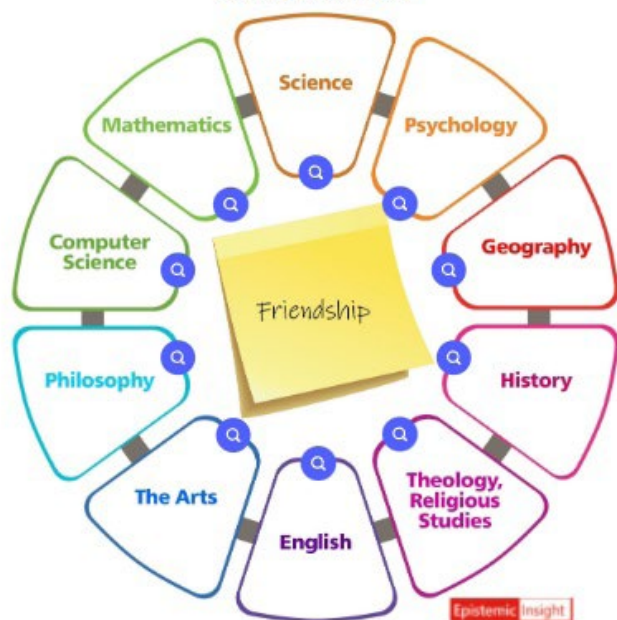 Science
Psychology
Geography
History
Theology,
Religious
Studies
English
The Arts
Philosophy
Computer
Science
Mathematics
Friendship
Epistemic Insight